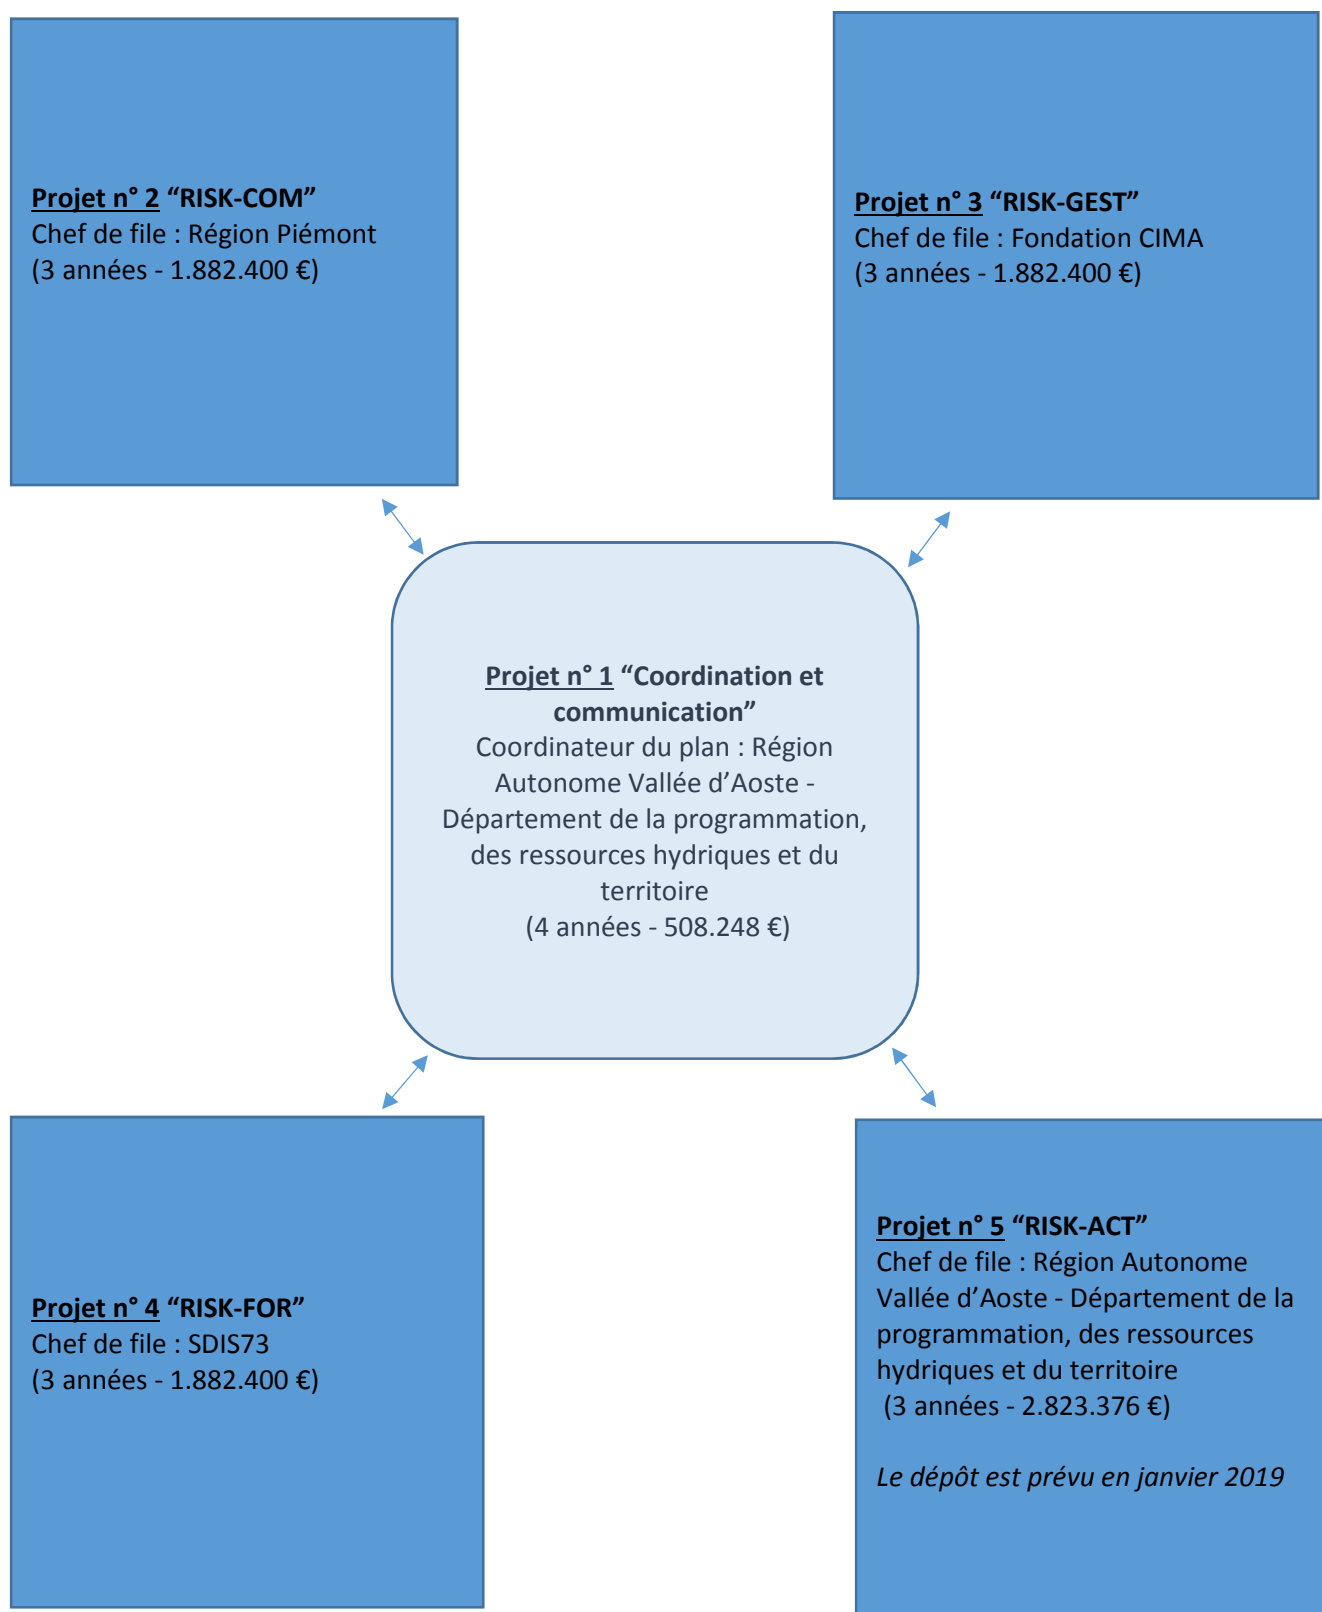 Projet n° 2 “RISK-COM”
Chef de file : Région Piémont
(3 années - 1.882.400 €)
Projet n° 3 “RISK-GEST”
Chef de file : Fondation CIMA
(3 années - 1.882.400 €)
Projet n° 1 “Coordination et
communication”
Coordinateur du plan : Région
Autonome Vallée d’Aoste -
Département de la programmation,
des ressources hydriques et du
territoire
(4 années - 508.248 €)
Projet n° 4 “RISK-FOR”
Chef de file : SDIS73
(3 années - 1.882.400 €)
Projet n° 5 “RISK-ACT”
Chef de file : Région Autonome
Vallée d’Aoste - Département de la
programmation, des ressources
hydriques et du territoire
(3 années - 2.823.376 €)
Le dépôt est prévu en janvier 2019